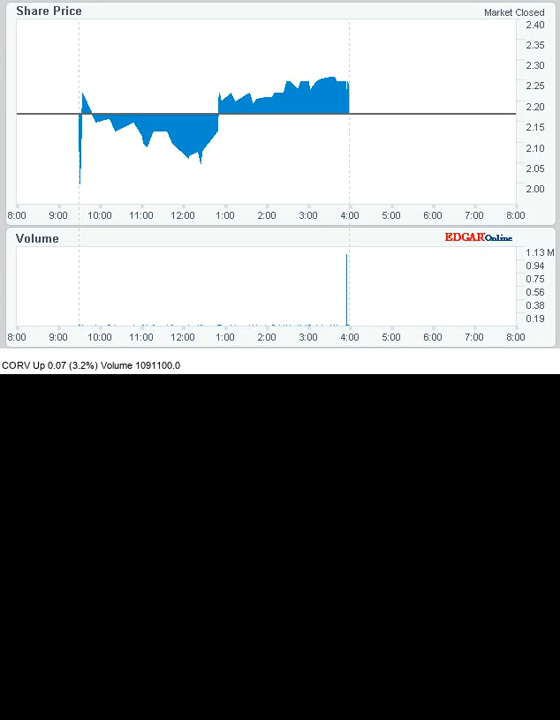 Share Price
Market Closed
2.40
2.35
2.30
2.25
2.20
2.15
2.10
2.05
2.00
8:00 9:00 10:00 11:00 12:00 1:00 2:00 3:00 4:00 5:00 6:00 7:00 8:00
Volume
EDGAR Online
1.13 M
0.94
0.75
0.56
0.38
0.19
8:00 9:00 10:00 11:00 12:00 1:00 2:00 3:00 4:00 5:00 6:00 7:00 8:00
CORV Up 0.07 (3.2%) Volume 1091100.0